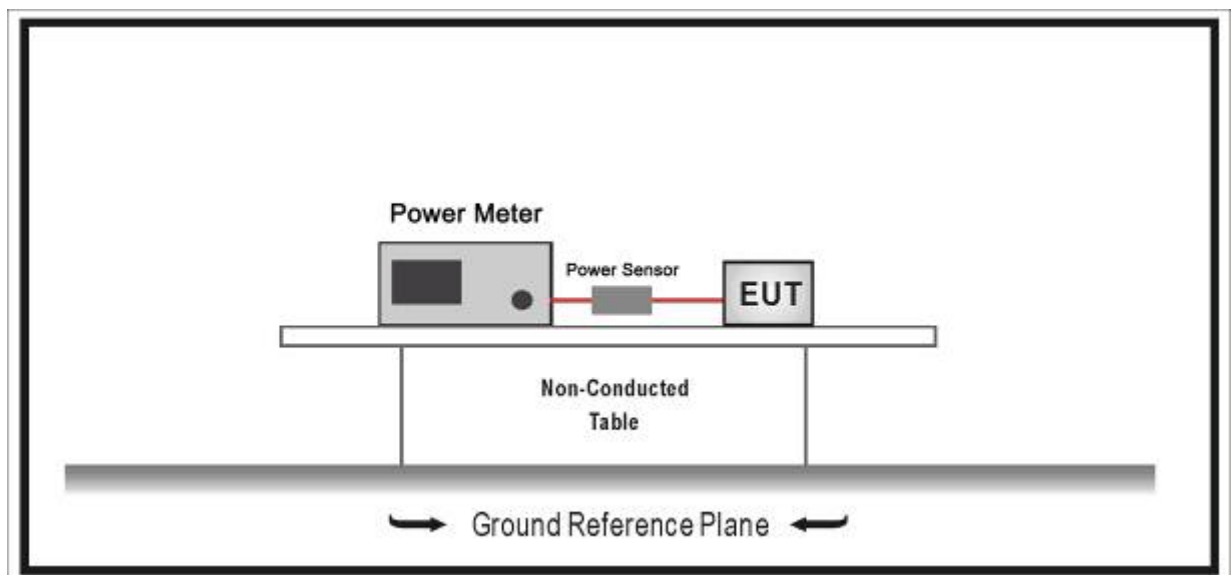 Power Meter
Power Sensor
EUT
Non-Conducted
Table
Ground Reference Plane